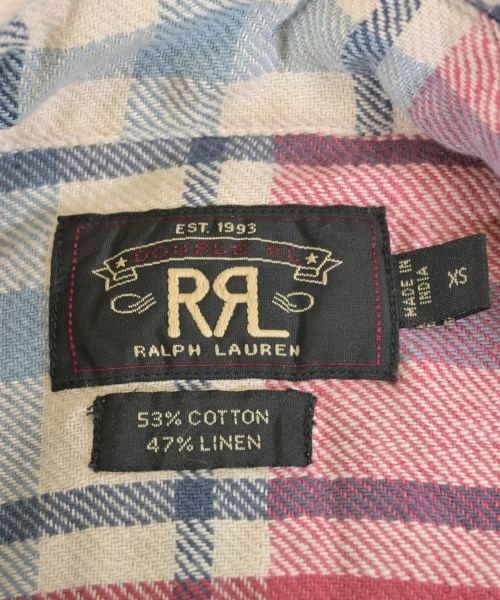 EST. 1993
DOUBLE RL
RRL
RALPH LAUREN
MADE IN
INDIA
XS
53% COTTON
47% LINEN